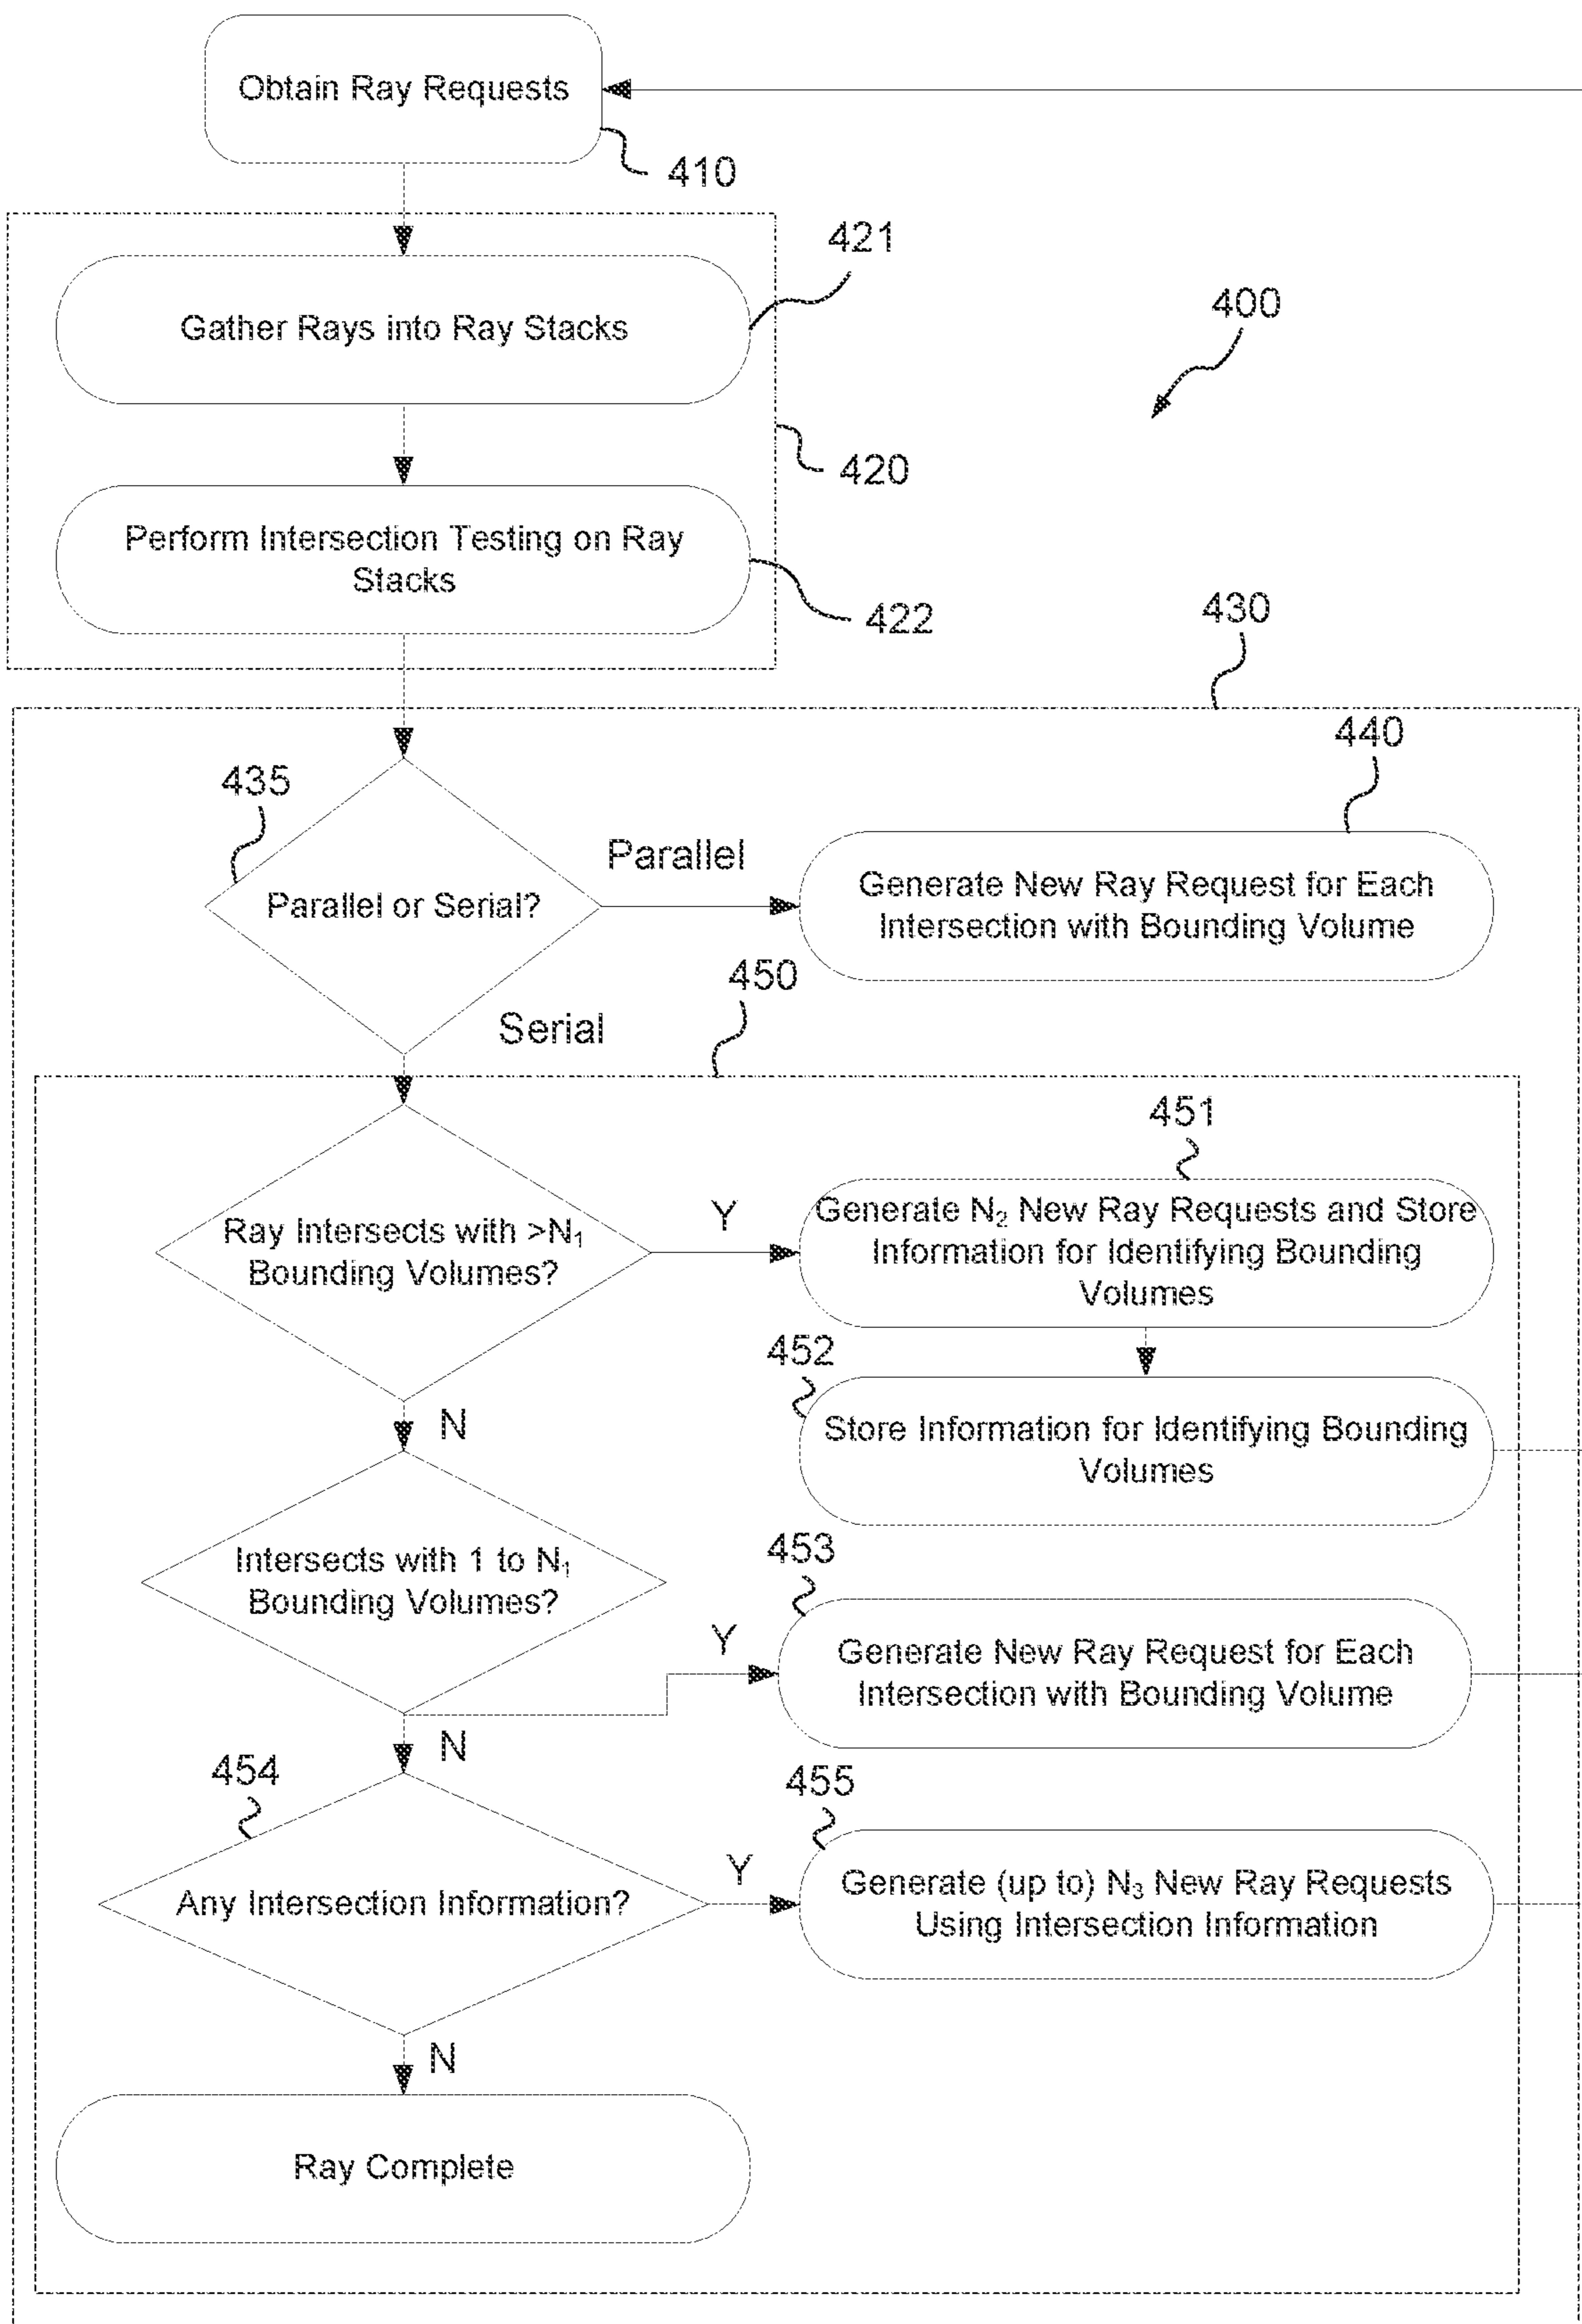 Obtain Ray Requests
410
421
Gather Rays into Ray Stacks
400
420
Perform Intersection Testing on Ray
Stacks
422
430
440
435
Parallel
Generate New Ray Request for Each
Intersection with Bounding Volume
Parallel or Serial?
450
Serial
451
Ray Intersects with >N₁
Bounding Volumes?
Y
Generate N₂ New Ray Requests and Store
Information for Identifying Bounding
Volumes
452
N
Store Information for Identifying Bounding
Volumes
453
Intersects with 1 to N₁
Bounding Volumes?
Y
Generate New Ray Request for Each
Intersection with Bounding Volume
N
454
455
Any Intersection Information?
Y
Generate (up to) N₃ New Ray Requests
Using Intersection Information
N
Ray Complete